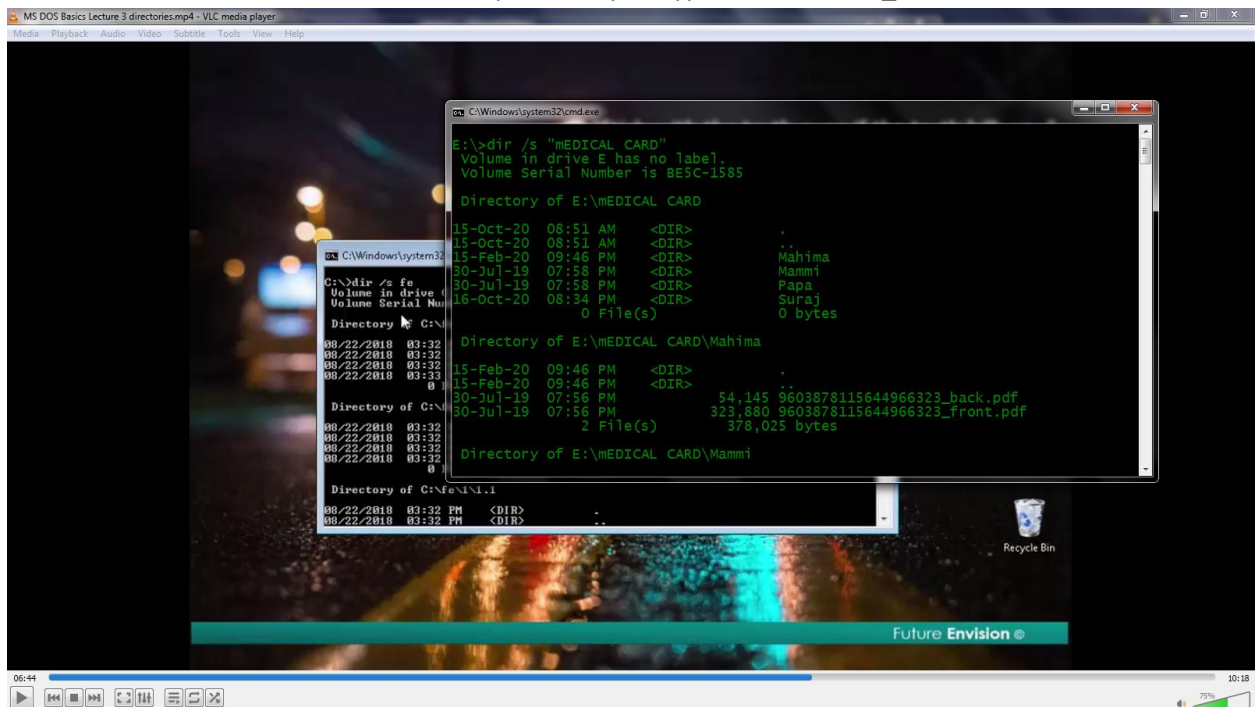 MS DOS Basics Lecture 3 directories.mp4 - VLC media player
Media Playback Audio Video Subtitle Tools View Help
C:\Windows\system32\cmd.exe
E:\>dir /s "mEDICAL CARD"
Volume in drive E has no label.
Volume Serial Number is BE5C-1585
Directory of E:\mEDICAL CARD
15-Oct-20 08:51 AM <DIR> .
15-Oct-20 08:51 AM <DIR> ..
15-Feb-20 09:46 PM <DIR> Mahima
30-Jul-19 07:58 PM <DIR> Mammi
30-Jul-19 07:58 PM <DIR> Papa
16-Oct-20 08:34 PM <DIR> Suraj
0 File(s) 0 bytes
Directory of E:\mEDICAL CARD\Mahima
15-Feb-20 09:46 PM <DIR> .
15-Feb-20 09:46 PM <DIR> ..
30-Jul-19 07:56 PM 54,145 9603878115644966323_back.pdf
30-Jul-19 07:56 PM 323,880 9603878115644966323_front.pdf
2 File(s) 378,025 bytes
Directory of E:\mEDICAL CARD\Mammi
C:\Windows\system32
C:\>dir /s fe
Volume in drive
Volume Serial
Directory of
08/22/2018 03:32
08/22/2018 03:32
08/22/2018 03:32
08/22/2018 03:33
0
Directory of
08/22/2018 03:32
08/22/2018 03:32
08/22/2018 03:32
08/22/2018 03:32
0
Directory of C:\fe\1\1.1
08/22/2018 03:32 PM <DIR> .
08/22/2018 03:32 PM <DIR> ..
Recycle Bin
Future Envision ©
06:44
10:18
75%